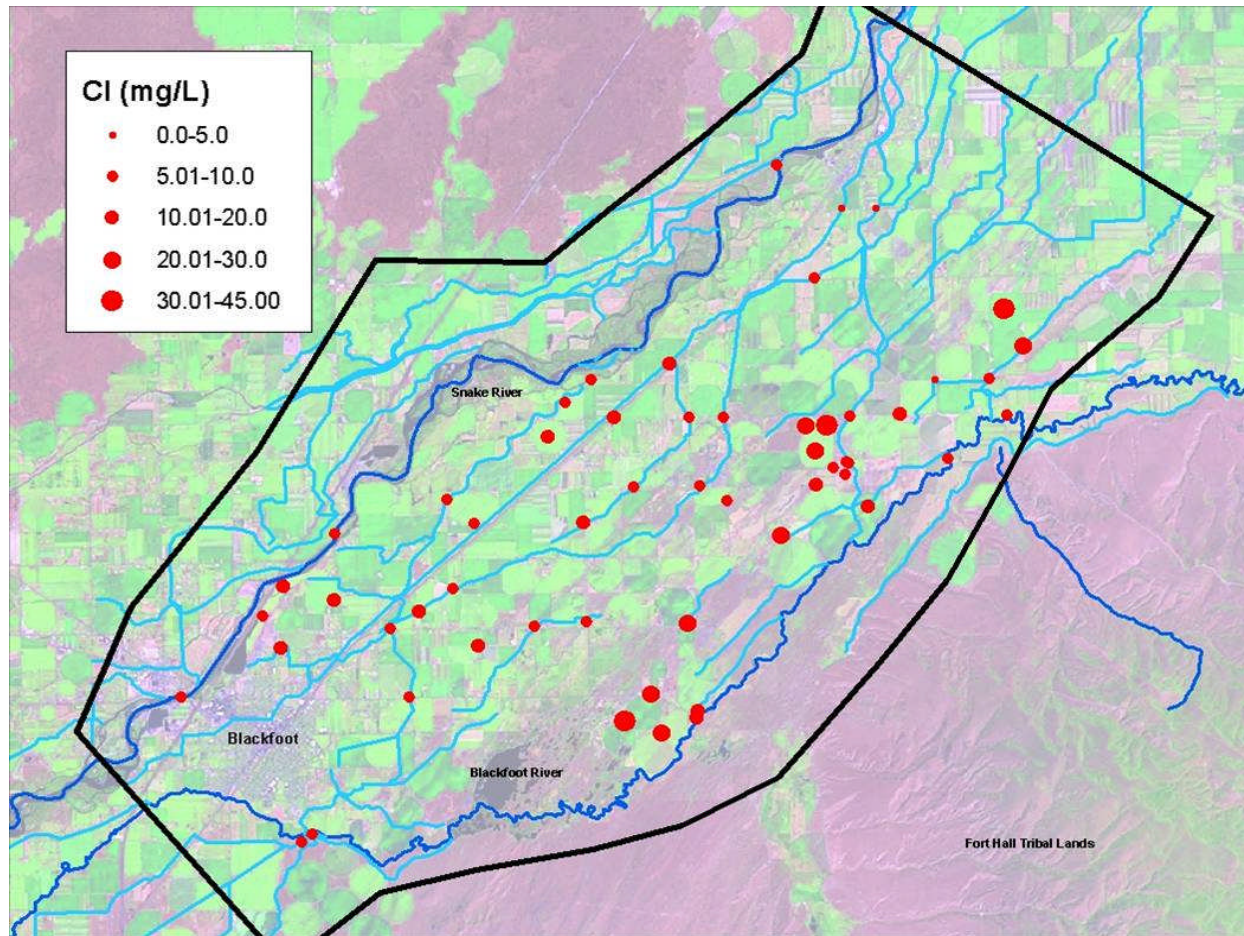 Cl (mg/L)
0.0-5.0
5.01-10.0
10.01-20.0
20.01-30.0
30.01-45.00
Snake River
Blackfoot
Blackfoot River
Fort Hall Tribal Lands